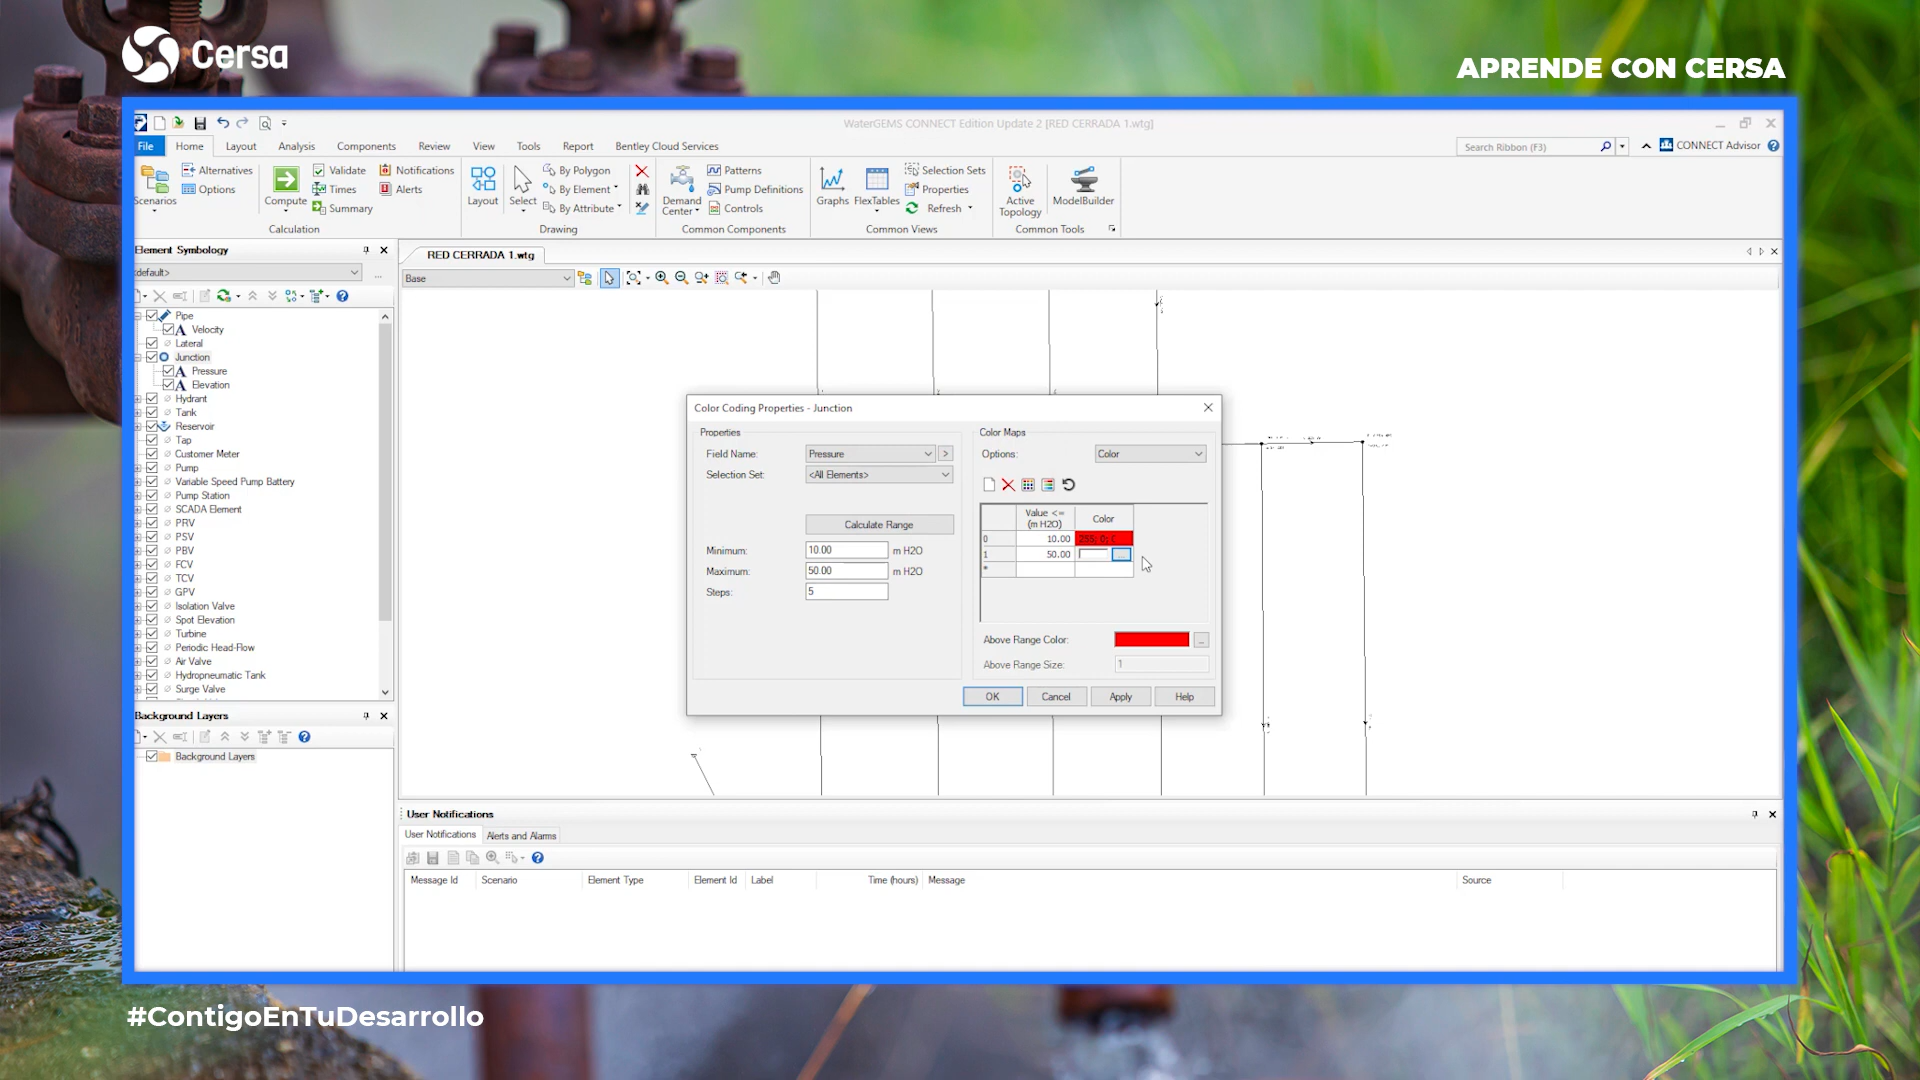 Cersa
APRENDE CON CERSA
WaterGEMS CONNECT Edition Update 2 [RED CERRADA 1.wtg]
File Home Layout Analysis Components Review View Tools Report Bentley Cloud Services
Search Ribbon (F3)
CONNECT Advisor
Scenarios
Alternatives
Options
Compute
Validate
Times
Summary
Notifications
Alerts
Calculation
Layout
Select
By Polygon
By Element
By Attribute
Drawing
Demand Center
Patterns
Pump Definitions
Controls
Common Components
Graphs
FlexTables
Selection Sets
Properties
Refresh
Common Views
Active Topology
ModelBuilder
Common Tools
Element Symbology
<default>
Pipe
Velocity
Lateral
Junction
Pressure
Elevation
Hydrant
Tank
Reservoir
Tap
Customer Meter
Pump
Variable Speed Pump Battery
Pump Station
SCADA Element
PRV
PSV
PBV
FCV
TCV
GPV
Isolation Valve
Spot Elevation
Turbine
Periodic Head-Flow
Air Valve
Hydropneumatic Tank
Surge Valve
Background Layers
Background Layers
RED CERRADA 1.wtg
Base
Color Coding Properties - Junction
Properties
Field Name: Pressure >
Selection Set: <All Elements>
Calculate Range
Minimum: 10.00 m H2O
Maximum: 50.00 m H2O
Steps: 5
Color Maps
Options: Color
Value <= (m H2O) Color
0 10.00 255; 0; 0
1 50.00 ...
*
Above Range Color: ...
Above Range Size: 1
OK Cancel Apply Help
User Notifications
User Notifications Alerts and Alarms
Message Id Scenario Element Type Element Id Label Time (hours) Message Source
#ContigoEnTuDesarrollo